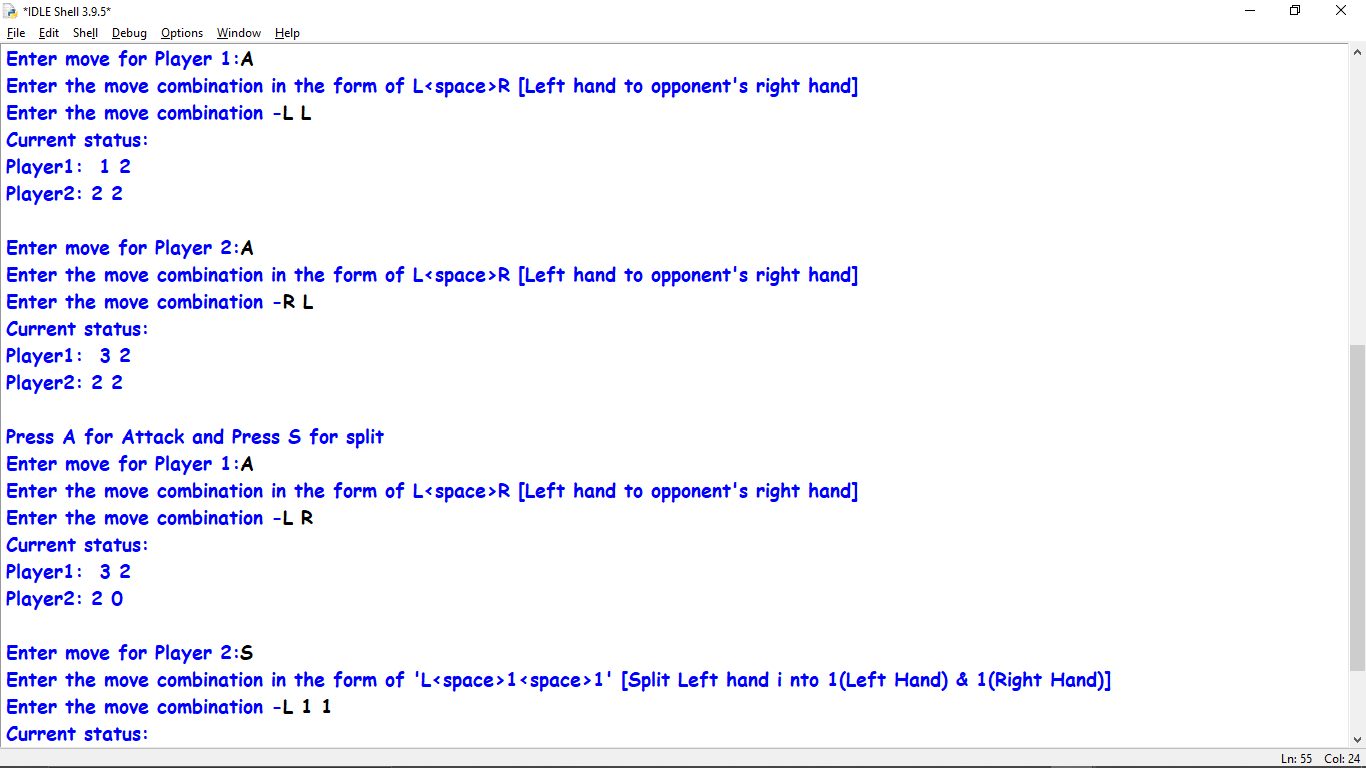 *IDLE Shell 3.9.5*
File Edit Shell Debug Options Window Help
Enter move for Player 1:A
Enter the move combination in the form of L<space>R [Left hand to opponent's right hand]
Enter the move combination -L L
Current status:
Player1:  1 2
Player2: 2 2
Enter move for Player 2:A
Enter the move combination in the form of L<space>R [Left hand to opponent's right hand]
Enter the move combination -R L
Current status:
Player1:  3 2
Player2: 2 2
Press A for Attack and Press S for split
Enter move for Player 1:A
Enter the move combination in the form of L<space>R [Left hand to opponent's right hand]
Enter the move combination -L R
Current status:
Player1:  3 2
Player2: 2 0
Enter move for Player 2:S
Enter the move combination in the form of 'L<space>1<space>1' [Split Left hand i nto 1(Left Hand) & 1(Right Hand)]
Enter the move combination -L 1 1
Current status:
Ln: 55 Col: 24